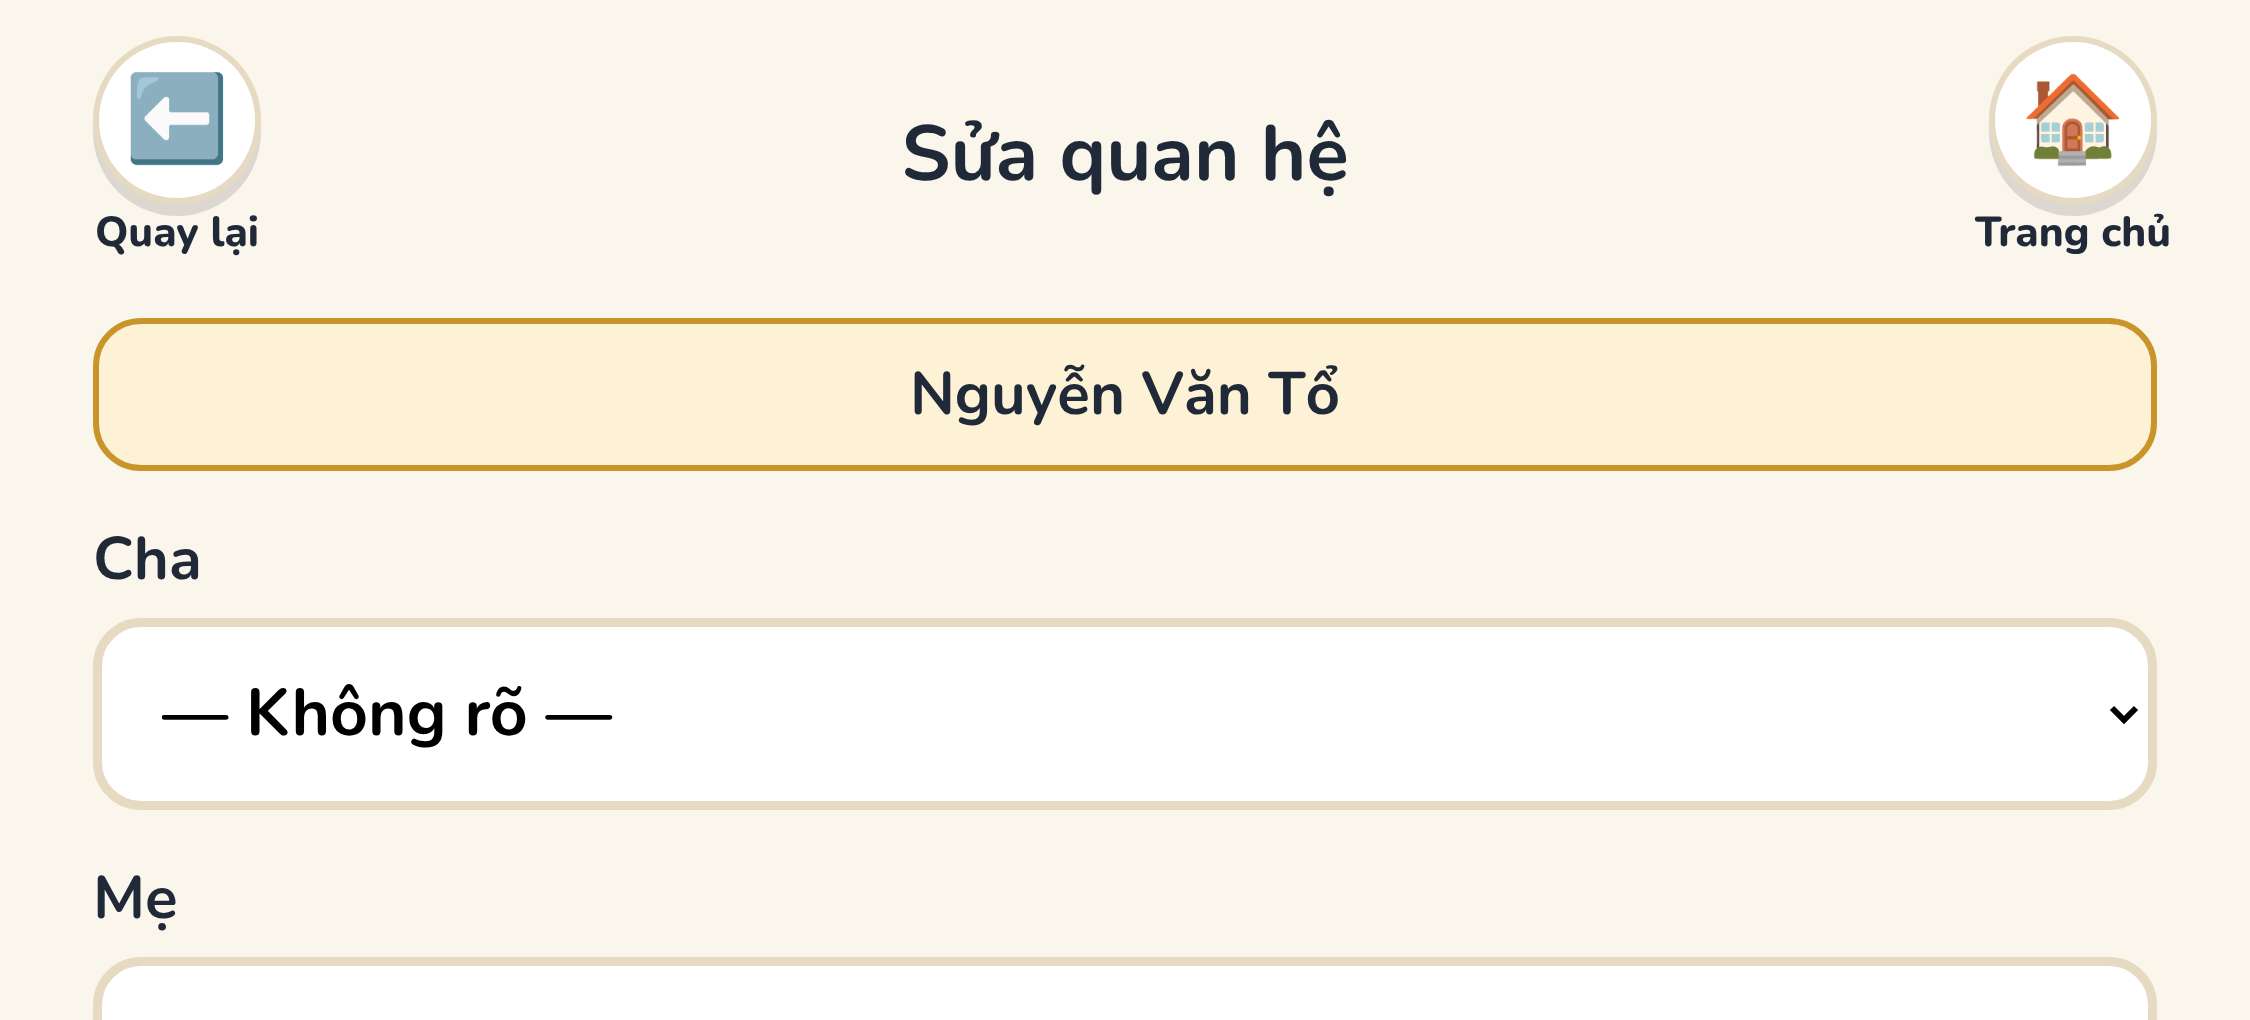 Sửa quan hệ
Quay lại
Trang chủ
Nguyễn Văn Tổ
Cha
— Không rõ —
Mẹ